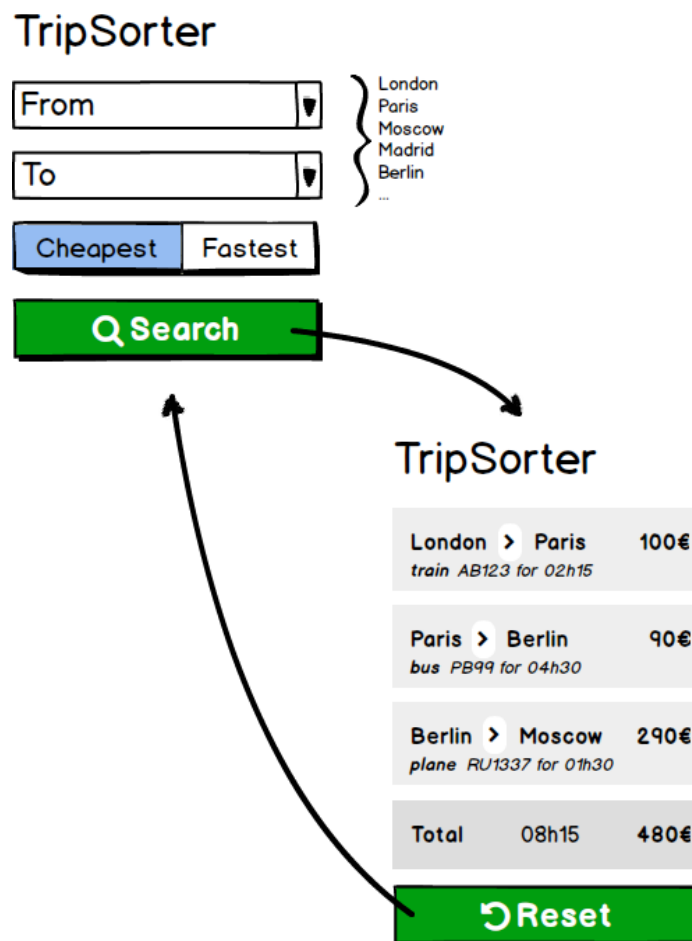 TripSorter
From
To
London
Paris
Moscow
Madrid
Berlin
...
Cheapest Fastest
Search
TripSorter
London > Paris 100€
train AB123 for 02h15
Paris > Berlin 90€
bus PB99 for 04h30
Berlin > Moscow 290€
plane RU1337 for 01h30
Total 08h15 480€
Reset